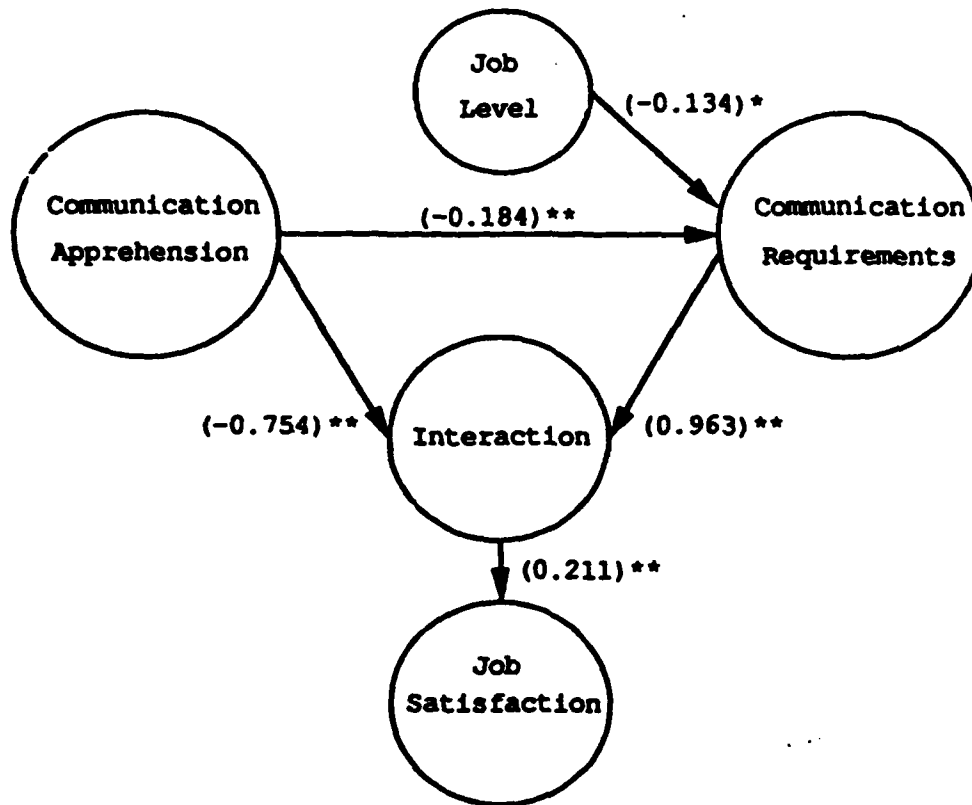 Job
Level
(-0.134)*
Communication
Apprehension
(-0.184)**
Communication
Requirements
(-0.754)**
Interaction
(0.963)**
(0.211)**
Job
Satisfaction